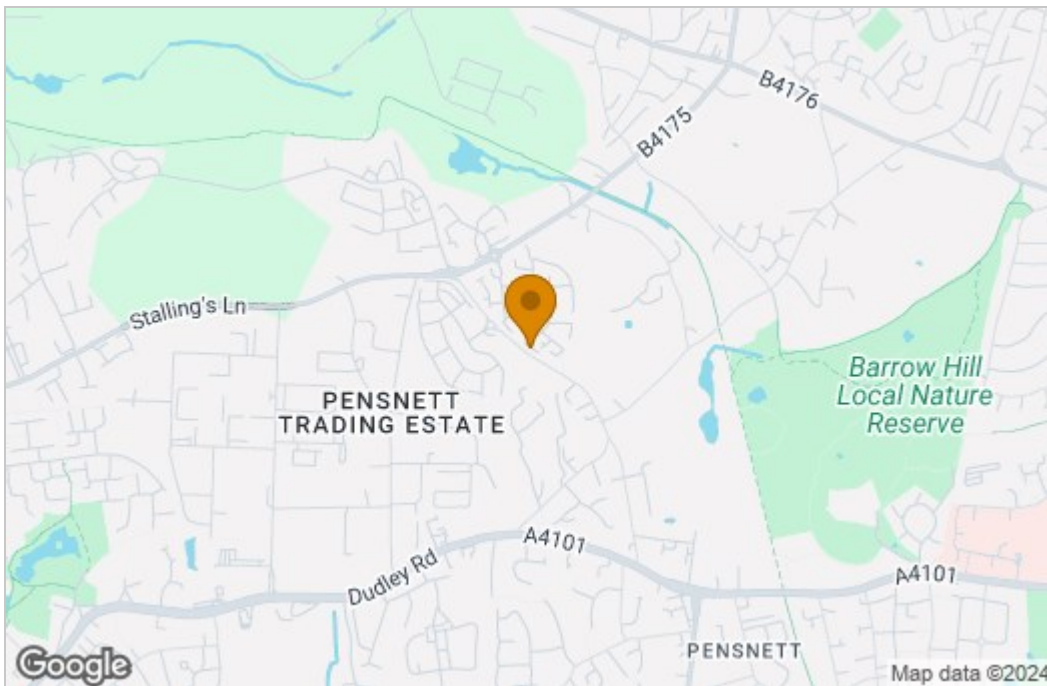 B4176
B4175
Stalling's Ln
PENSNETT
TRADING ESTATE
Barrow Hill
Local Nature
Reserve
A4101
Dudley Rd
A4101
PENSNETT
Google
Map data ©2024